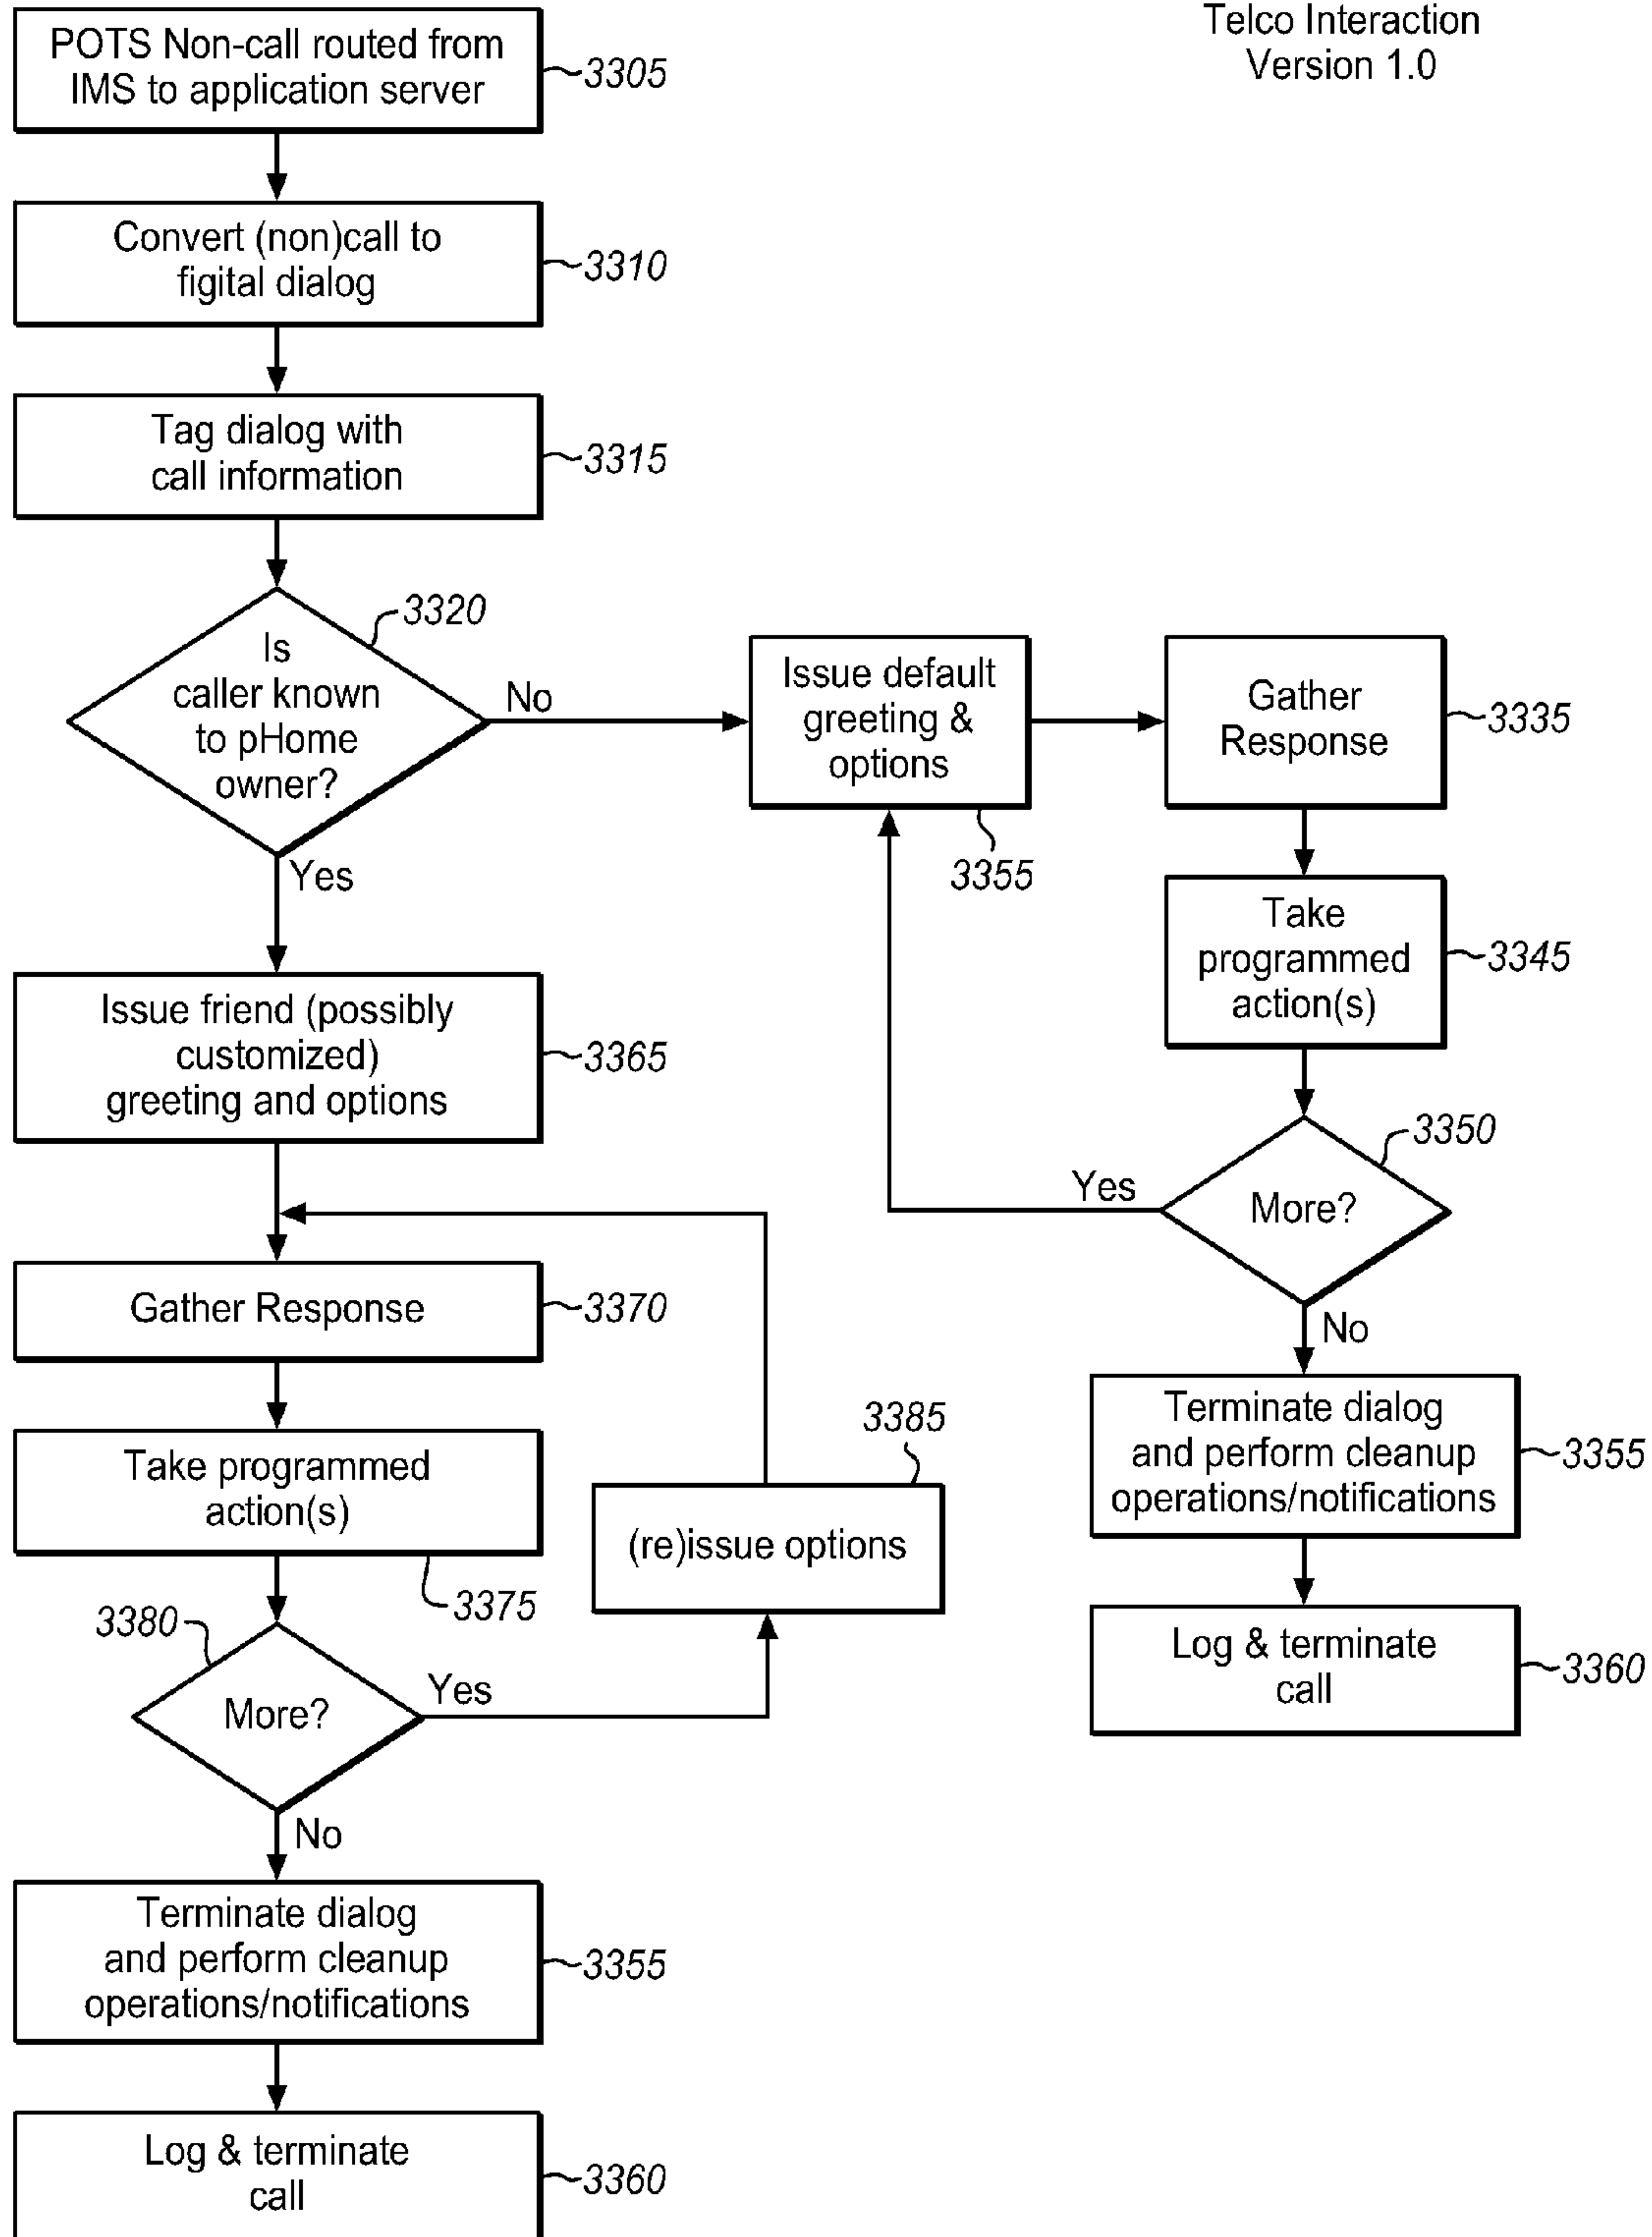 Telco Interaction
Version 1.0
POTS Non-call routed from
IMS to application server
3305
Convert (non)call to
figital dialog
3310
Tag dialog with
call information
3315
3320
Is
caller known
to pHome
owner?
No
Yes
Issue default
greeting &
options
3355
Gather
Response
3335
Take
programmed
action(s)
3345
3350
More?
Yes
No
Terminate dialog
and perform cleanup
operations/notifications
3355
Log & terminate
call
3360
Issue friend (possibly
customized)
greeting and options
3365
Gather Response
3370
Take programmed
action(s)
3375
3380
More?
Yes
3385
(re)issue options
No
Terminate dialog
and perform cleanup
operations/notifications
3355
Log & terminate
call
3360